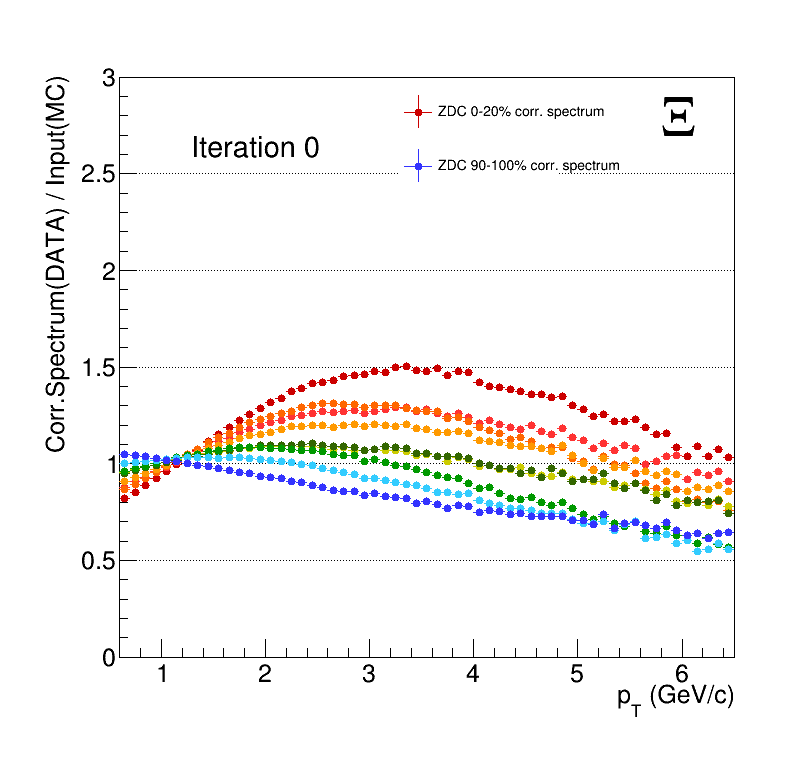 Corr.Spectrum(DATA) / Input(MC)
3
2.5
2
1.5
1
0.5
0
Iteration 0
ZDC 0-20% corr. spectrum
ZDC 90-100% corr. spectrum
Ξ
1 2 3 4 5 6
p_T (GeV/c)